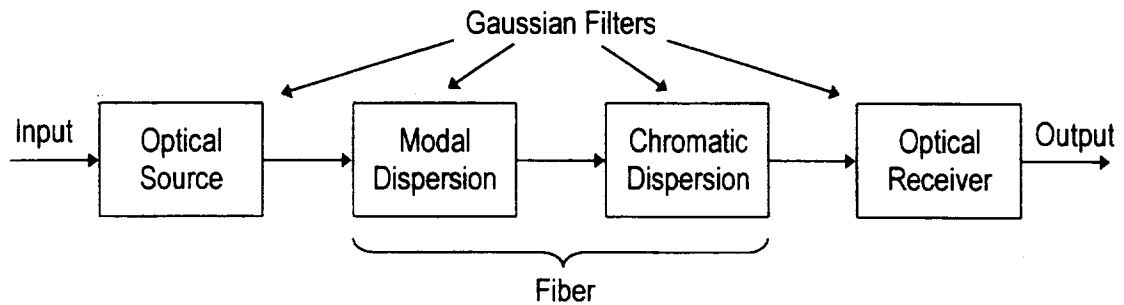 Gaussian Filters
Input
Optical
Source
Modal
Dispersion
Chromatic
Dispersion
Optical
Receiver
Output
Fiber